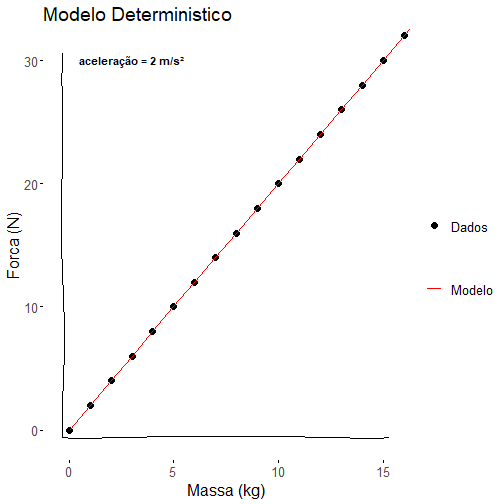 Modelo Deterministico
aceleração = 2 m/s²
30
20
10
0
Forca (N)
0 5 10 15
Massa (kg)
Dados
Modelo